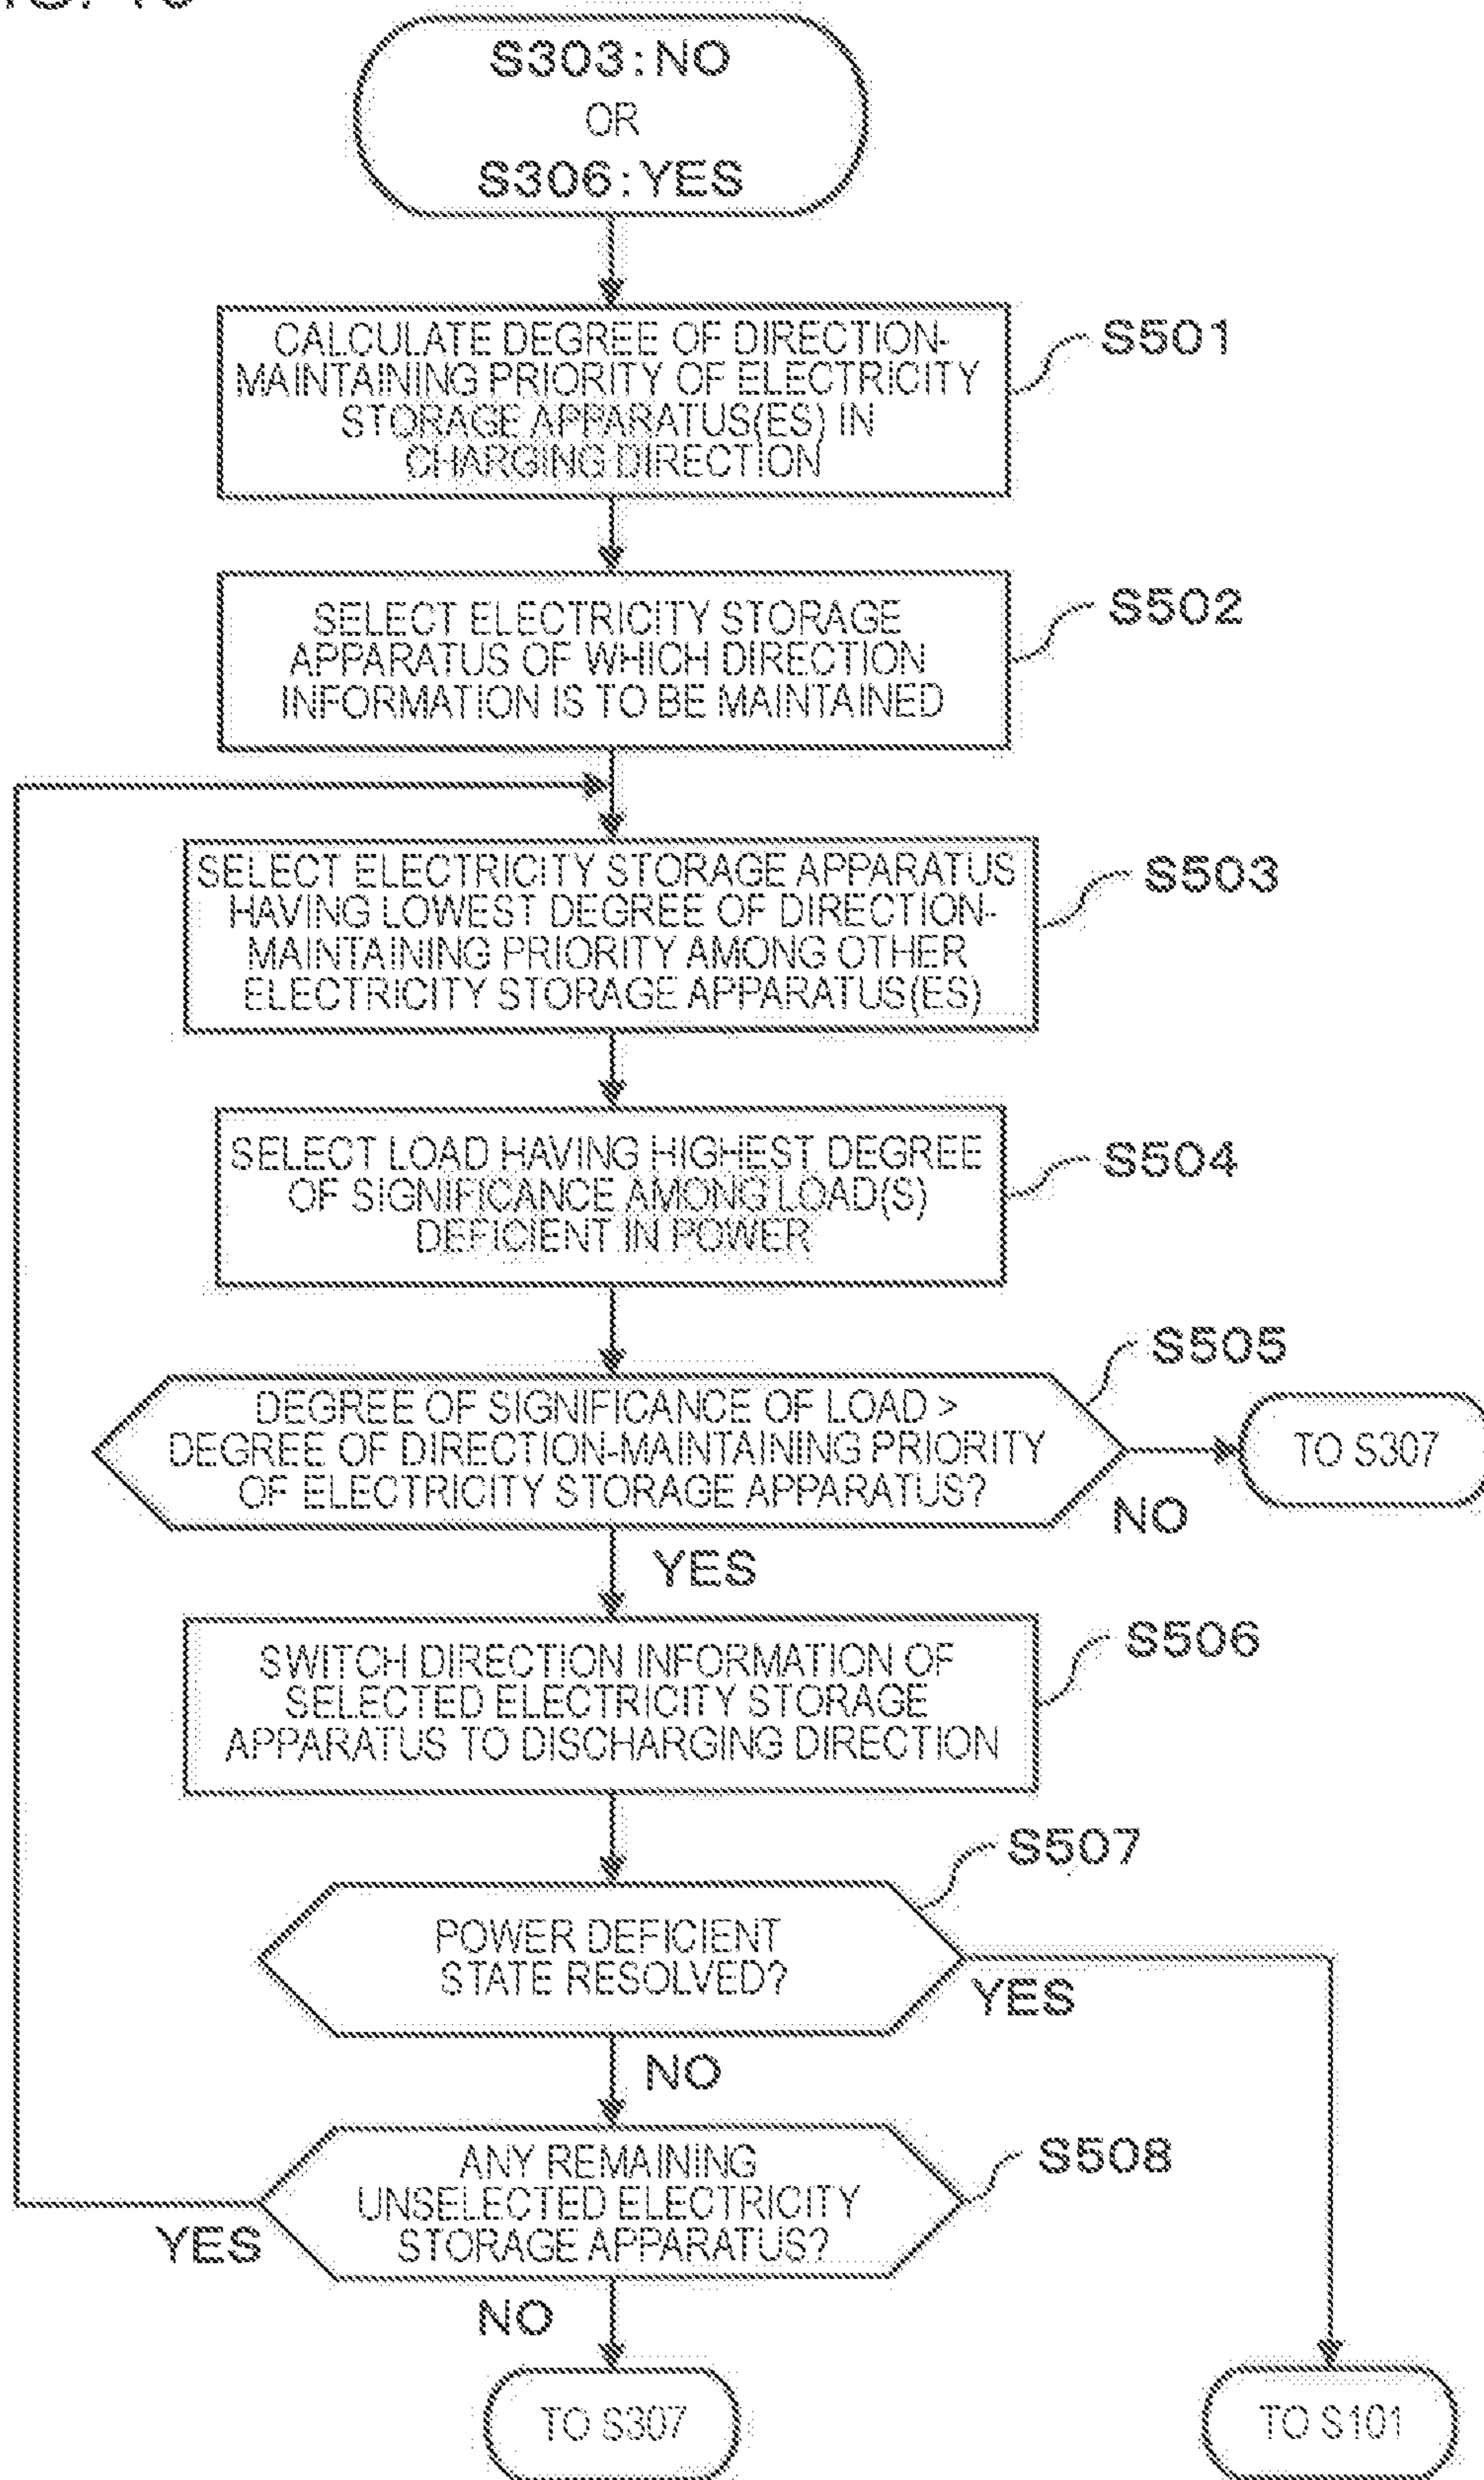 S303:NO
OR
S306:YES
CALCULATE DEGREE OF DIRECTION-
MAINTAINING PRIORITY OF ELECTRICITY
STORAGE APPARATUS(ES) IN
CHARGING DIRECTION
S501
SELECT ELECTRICITY STORAGE
APPARATUS OF WHICH DIRECTION
INFORMATION IS TO BE MAINTAINED
S502
SELECT ELECTRICITY STORAGE APPARATUS
HAVING LOWEST DEGREE OF DIRECTION-
MAINTAINING PRIORITY AMONG OTHER
ELECTRICITY STORAGE APPARATUS(ES)
S503
SELECT LOAD HAVING HIGHEST DEGREE
OF SIGNIFICANCE AMONG LOAD(S)
DEFICIENT IN POWER
S504
DEGREE OF SIGNIFICANCE OF LOAD >
DEGREE OF DIRECTION-MAINTAINING PRIORITY
OF ELECTRICITY STORAGE APPARATUS?
S505
TO S307
NO
YES
SWITCH DIRECTION INFORMATION OF
SELECTED ELECTRICITY STORAGE
APPARATUS TO DISCHARGING DIRECTION
S506
POWER DEFICIENT
STATE RESOLVED?
S507
YES
NO
ANY REMAINING
UNSELECTED ELECTRICITY
STORAGE APPARATUS?
S508
YES
NO
TO S307
TO S101